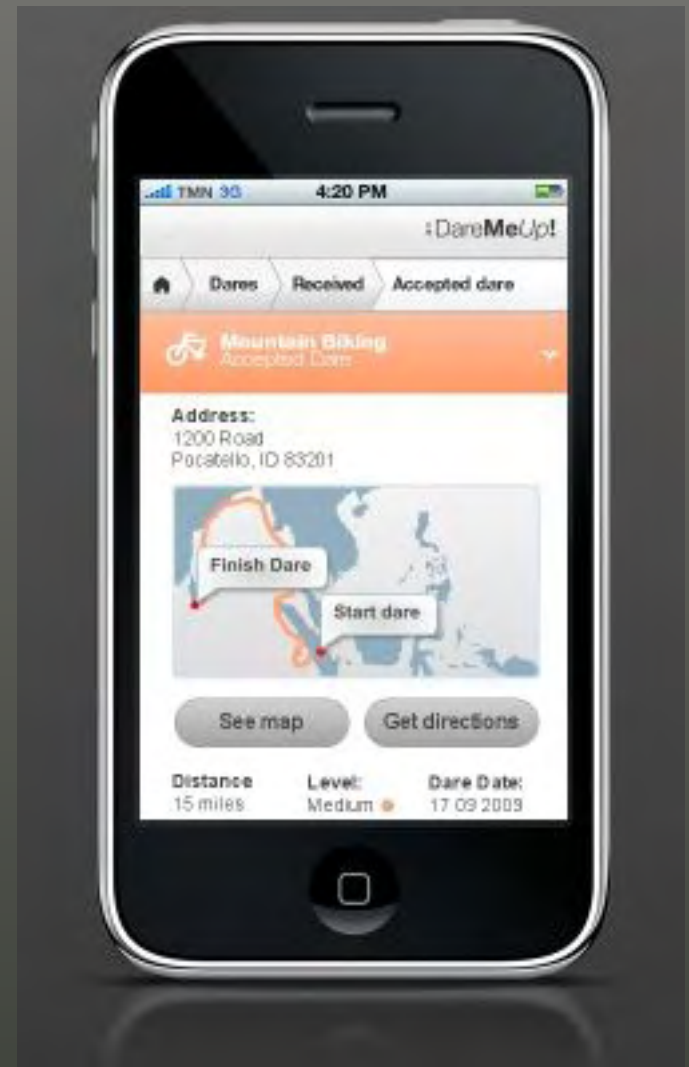 TMN 3G 4:20 PM
DareMeUp!
Dares Received Accepted dare
Mountain Biking
Accepted Dare
Address:
1200 Road
Pocatello, ID 83201
Finish Dare
Start dare
See map Get directions
Distance Level: Dare Date:
15 miles Medium 17 09 2009